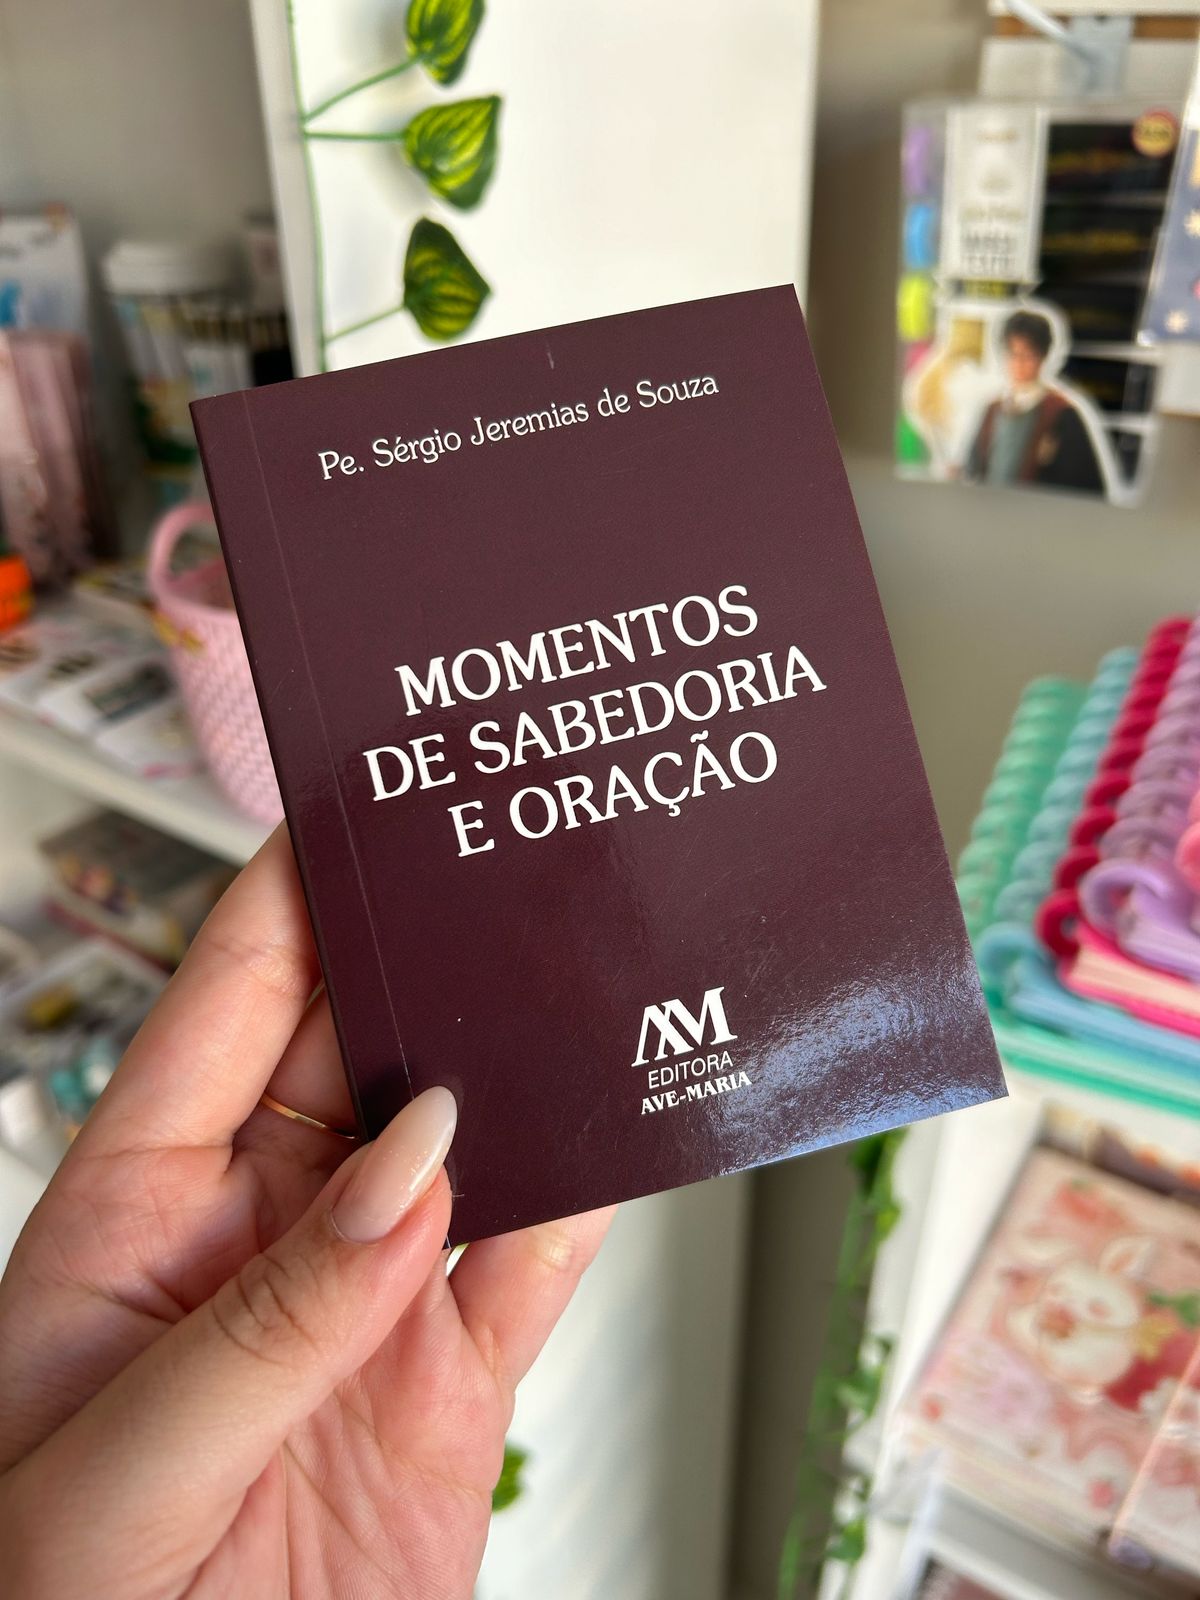 Pe. Sérgio Jeremias de Souza
MOMENTOS
DE SABEDORIA
E ORAÇÃO
AM
EDITORA
AVE-MARIA